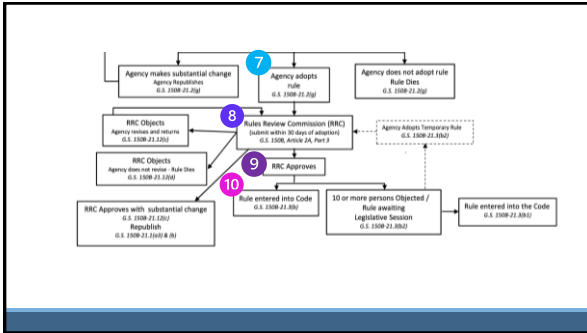 7
Agency makes substantial change
Agency Republishes
G.S. 150B-21.2(g)
Agency adopts
rule
G.S. 150B-21.2(g)
Agency does not adopt rule
Rule Dies
G.S. 150B-21.2(g)
8
RRC Objects
Agency revises and returns
G.S. 150B-21.12(c)
Rules Review Commission (RRC)
(submit within 30 days of adoption)
G.S. 150B, Article 2A, Part 3
Agency Adopts Temporary Rule
G.S. 150B-21.3(b2)
RRC Objects
Agency does not revise - Rule Dies
G.S. 150B-21.12(d)
9
RRC Approves
10
RRC Approves with substantial change
G.S. 150B-21.12(c)
Republish
G.S. 150B-21.1(a3) & (b)
Rule entered into Code
G.S. 150B-21.3(b)
10 or more persons Objected /
Rule awaiting
Legislative Session
G.S. 150B-21.3(b2)
Rule entered into the Code
G.S. 150B-21.3(b1)